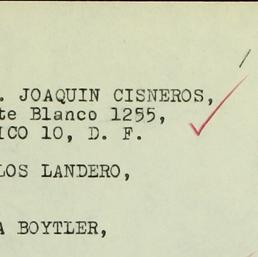 . JOAQUIN CISNEROS,
te Blanco 1255,
ICO 10, D. F.
LOS LANDERO,
A BOYTLER,